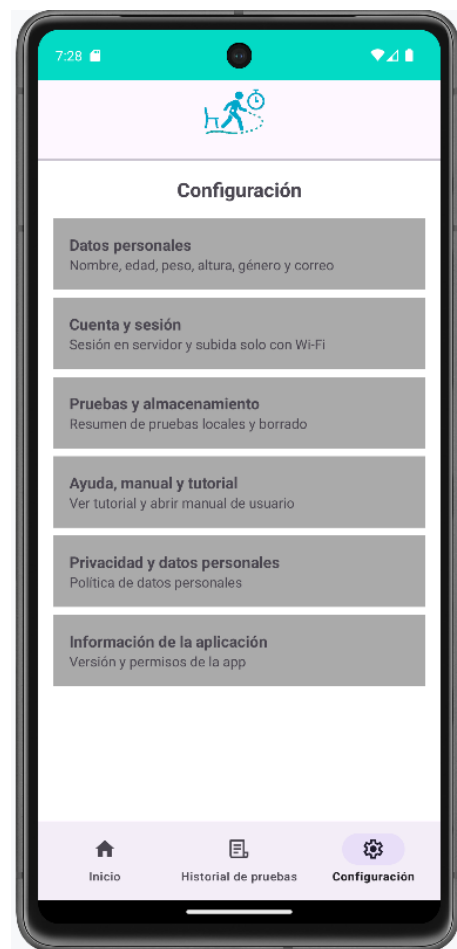 7:28
Configuración
Datos personales
Nombre, edad, peso, altura, género y correo
Cuenta y sesión
Sesión en servidor y subida solo con Wi-Fi
Pruebas y almacenamiento
Resumen de pruebas locales y borrado
Ayuda, manual y tutorial
Ver tutorial y abrir manual de usuario
Privacidad y datos personales
Política de datos personales
Información de la aplicación
Versión y permisos de la app
Inicio Historial de pruebas Configuración